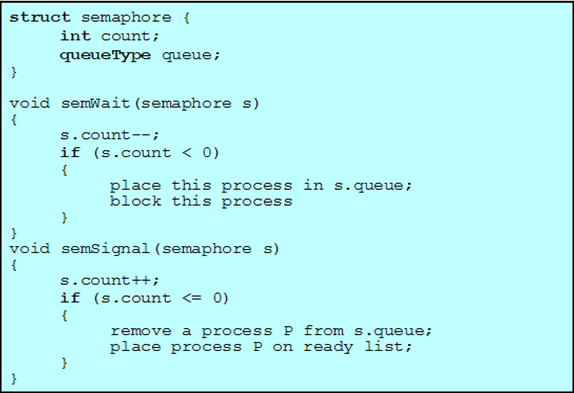 struct semaphore {
int count;
queueType queue;
}
void semWait(semaphore s)
{
s.count--;
if (s.count < 0)
{
place this process in s.queue;
block this process
}
}
void semSignal(semaphore s)
{
s.count++;
if (s.count <= 0)
{
remove a process P from s.queue;
place process P on ready list;
}
}